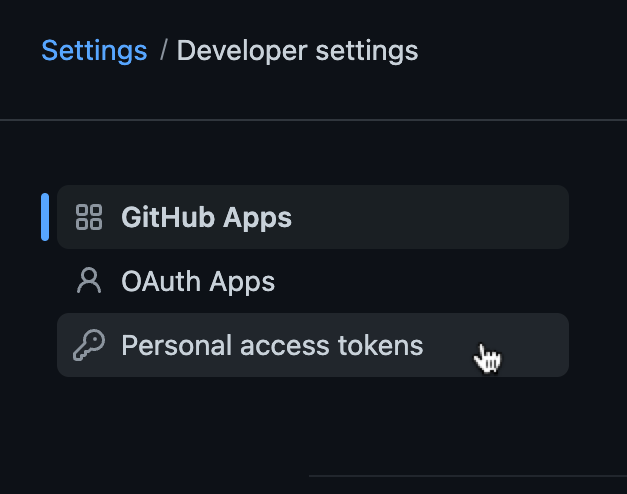 Settings / Developer settings
GitHub Apps
OAuth Apps
Personal access tokens